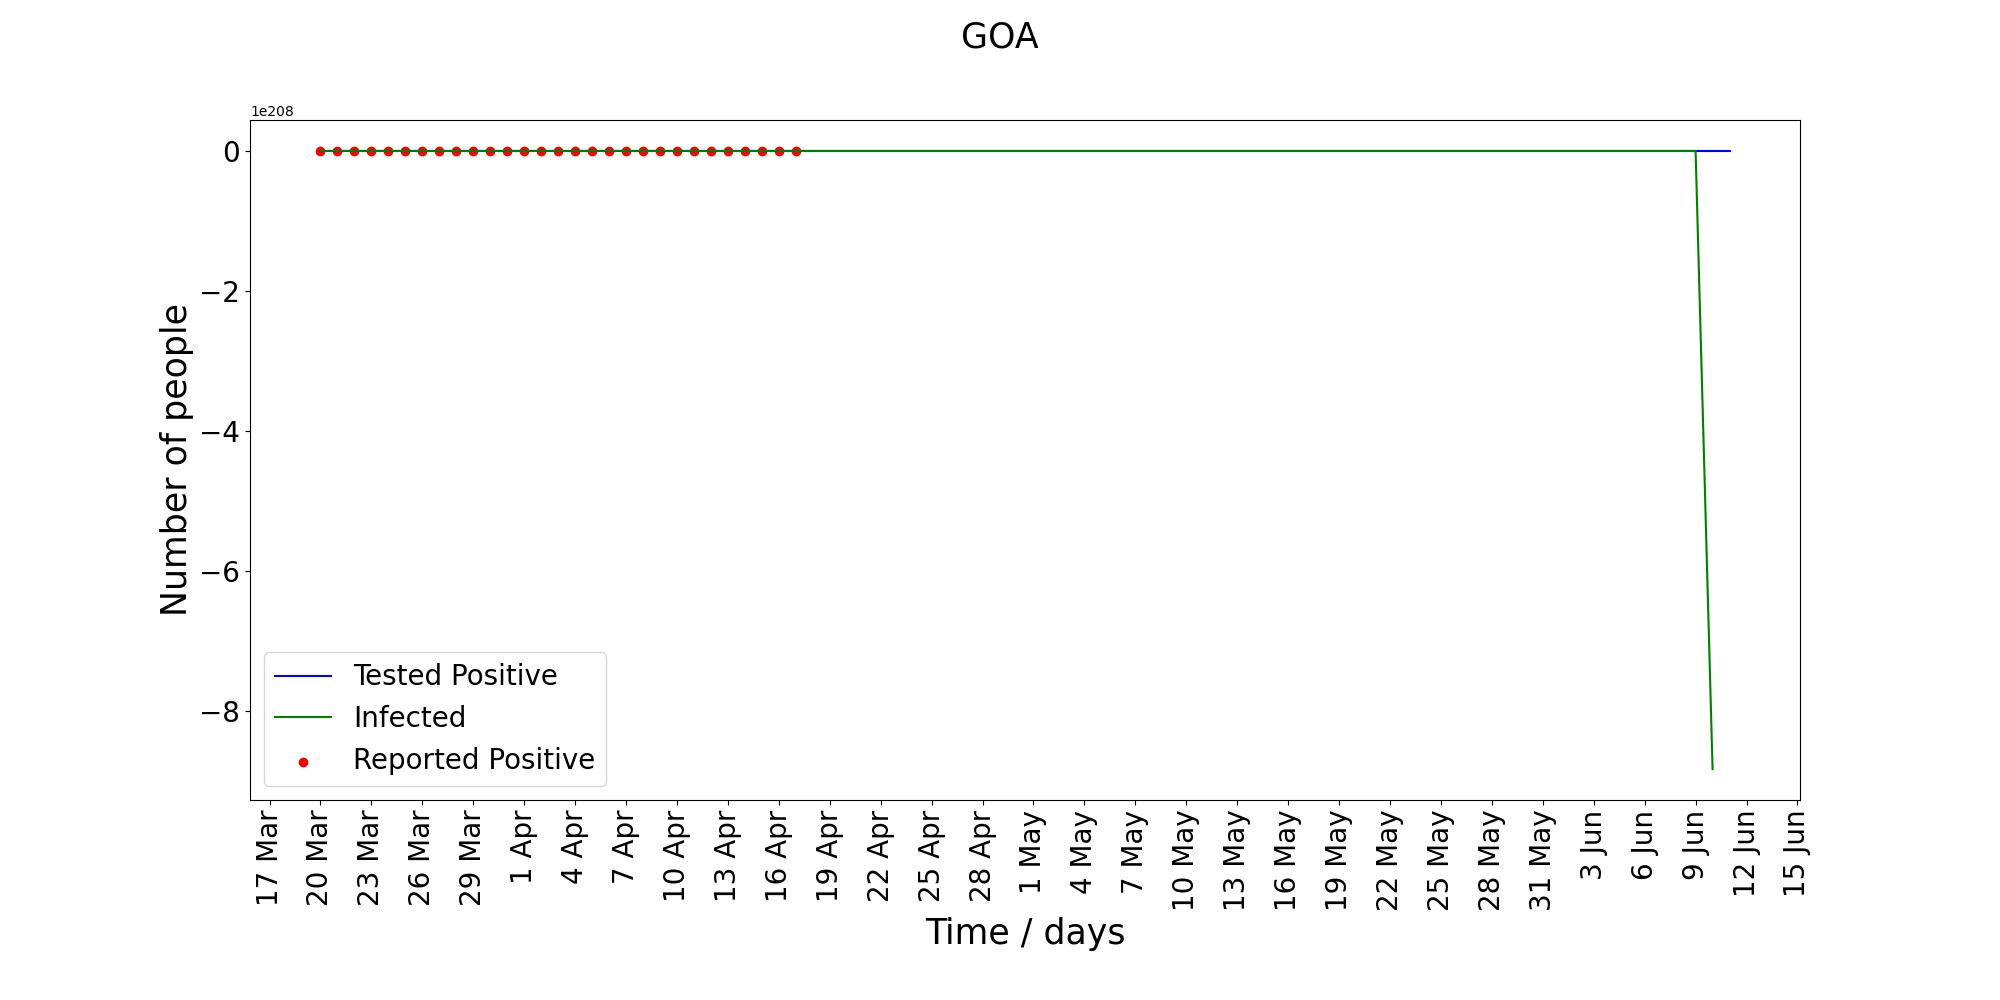 GOA
1e208
0
−2
−4
−6
−8
Number of people
Tested Positive
Infected
Reported Positive
17 Mar
20 Mar
23 Mar
26 Mar
29 Mar
1 Apr
4 Apr
7 Apr
10 Apr
13 Apr
16 Apr
19 Apr
22 Apr
25 Apr
28 Apr
1 May
4 May
7 May
10 May
13 May
16 May
19 May
22 May
25 May
28 May
31 May
3 Jun
6 Jun
9 Jun
12 Jun
15 Jun
Time / days